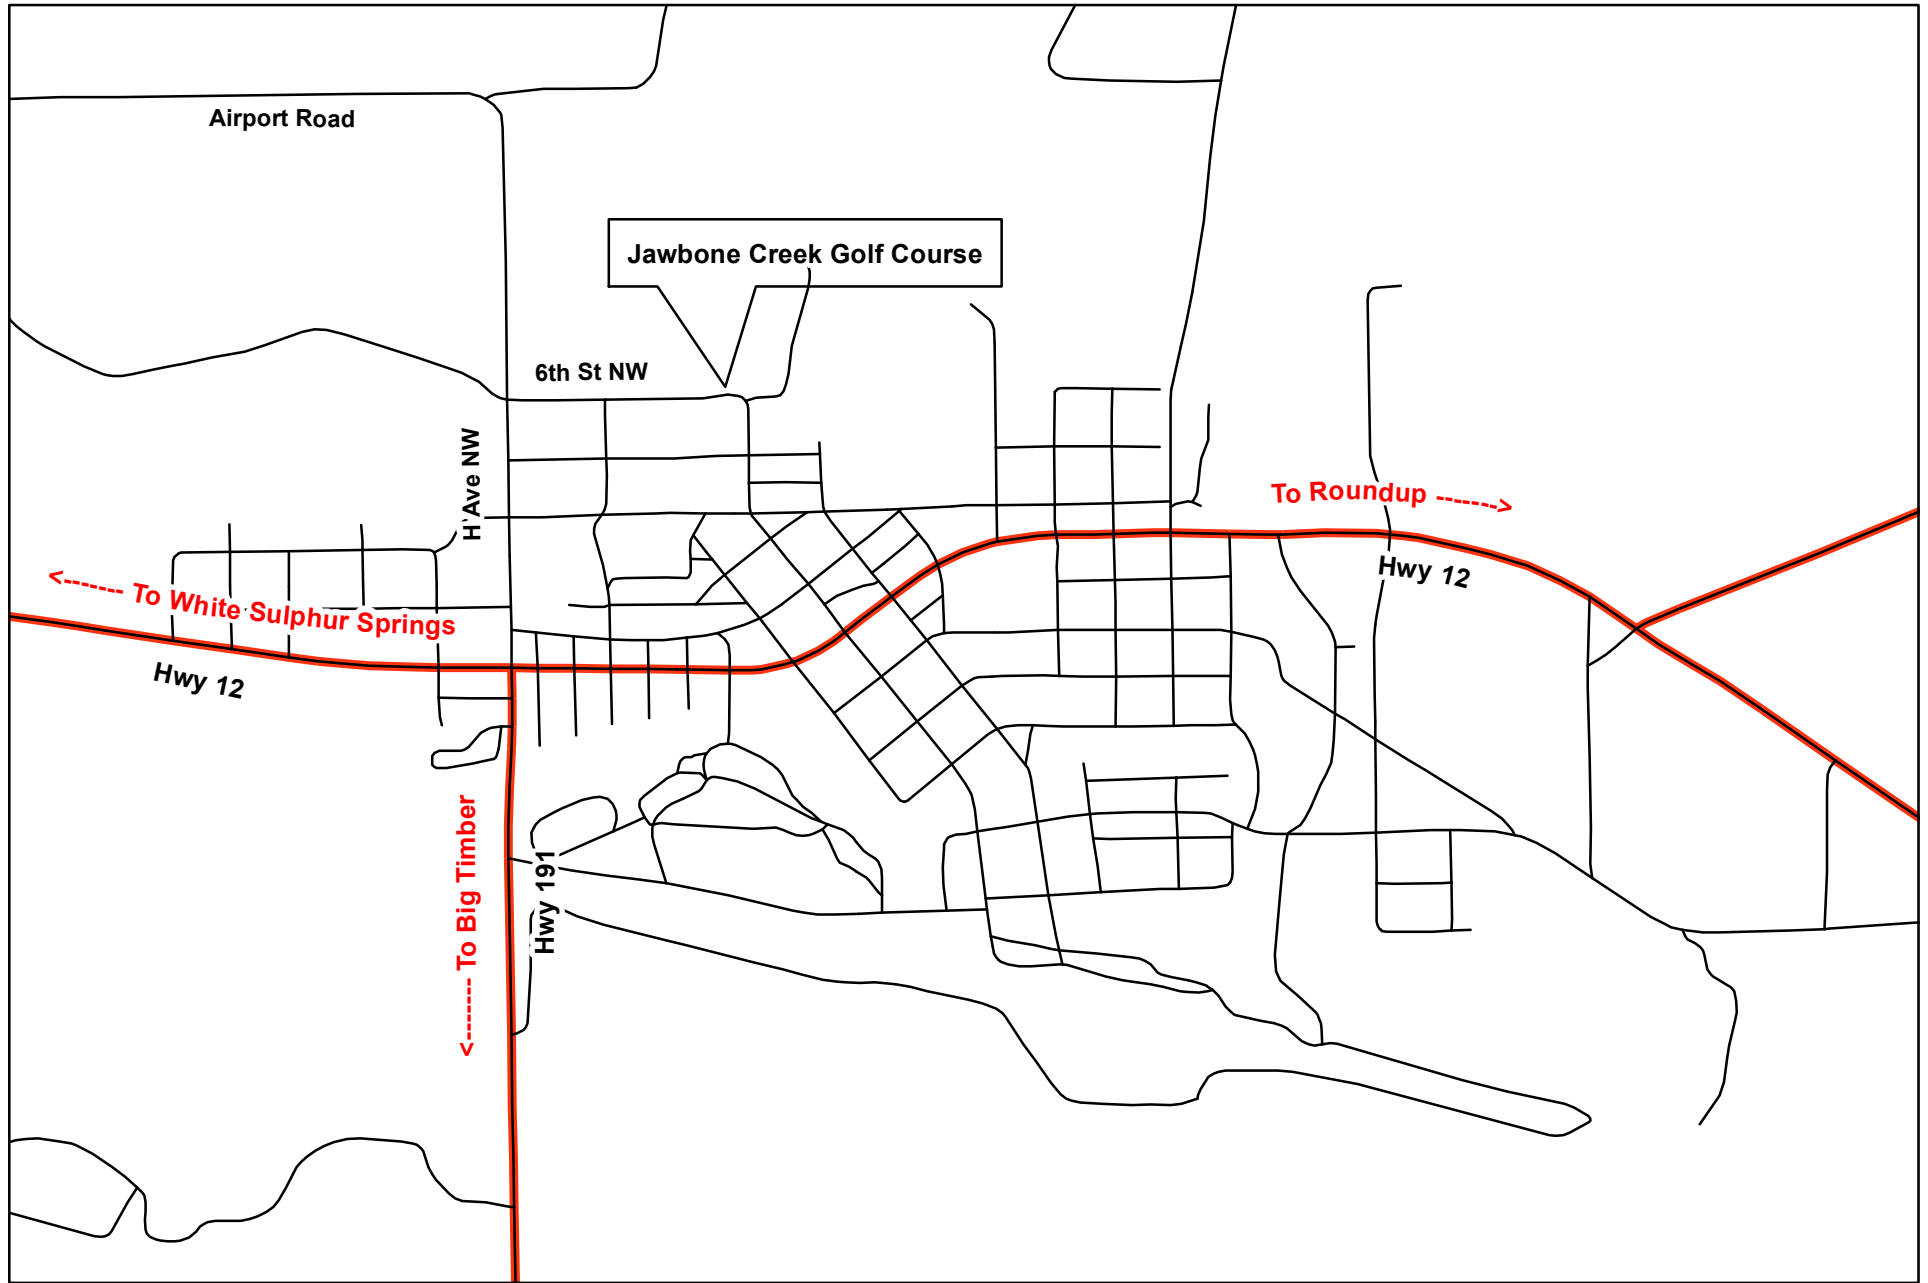 Airport Road
Jawbone Creek Golf Course
6th St NW
H Ave NW
To Roundup ------->
Hwy 12
<------- To White Sulphur Springs
Hwy 12
<-------- To Big Timber
Hwy 191